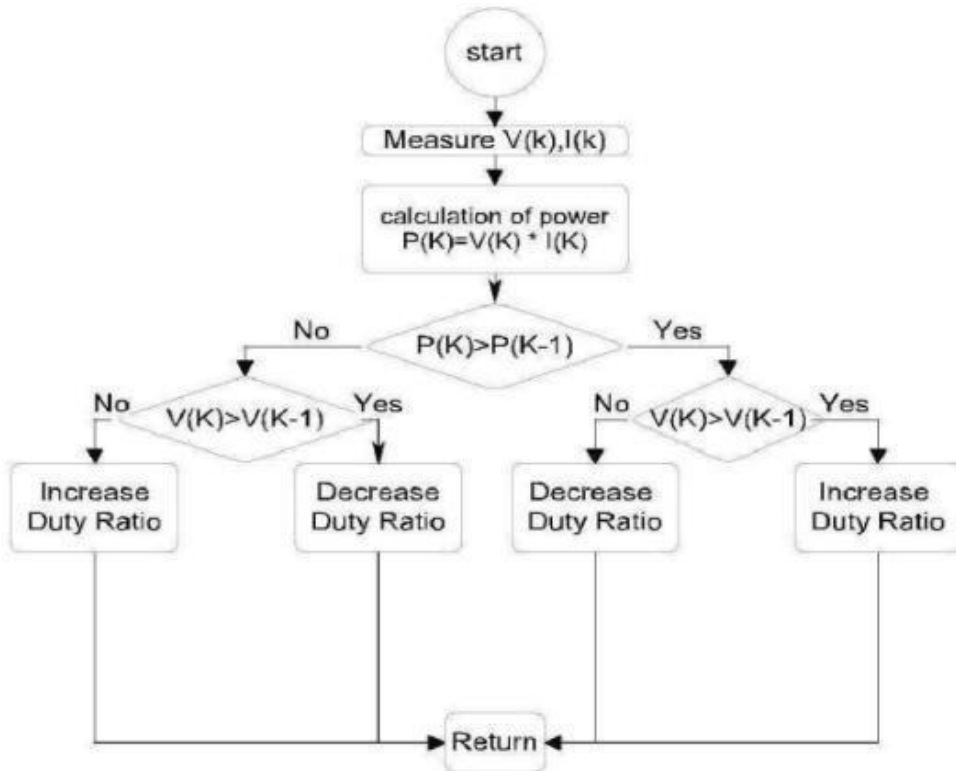 start
Measure V(k),I(k)
calculation of power
P(K)=V(K) * I(K)
No
Yes
P(K)>P(K-1)
No
Yes
No
Yes
V(K)>V(K-1)
V(K)>V(K-1)
Increase
Duty Ratio
Decrease
Duty Ratio
Decrease
Duty Ratio
Increase
Duty Ratio
Return